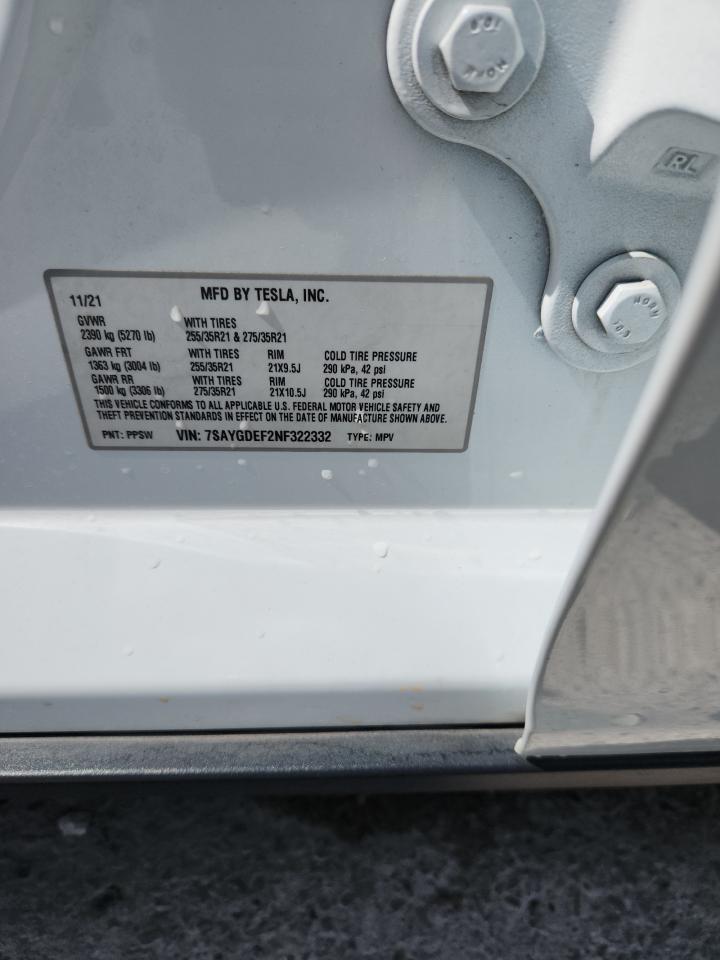 10.9
RL
11/21 MFD BY TESLA, INC.
GVWR WITH TIRES
2390 kg (5270 lb) 255/35R21 & 275/35R21
GAWR FRT WITH TIRES RIM COLD TIRE PRESSURE
1363 kg (3004 lb) 255/35R21 21X9.5J 290 kPa, 42 psi
GAWR RR WITH TIRES RIM COLD TIRE PRESSURE
1500 kg (3306 lb) 275/35R21 21X10.5J 290 kPa, 42 psi
THIS VEHICLE CONFORMS TO ALL APPLICABLE U.S. FEDERAL MOTOR VEHICLE SAFETY AND
THEFT PREVENTION STANDARDS IN EFFECT ON THE DATE OF MANUFACTURE SHOWN ABOVE.
PNT: PPSW VIN: 7SAYGDEF2NF322332 TYPE: MPV